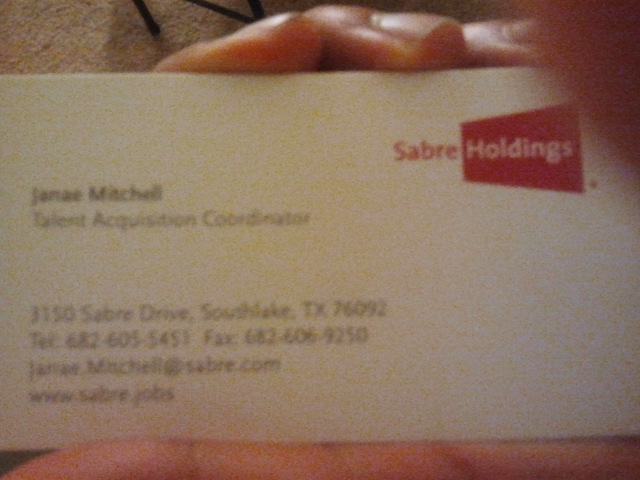 Sabre Holdings
Janae Mitchell
Talent Acquisition Coordinator
3150 Sabre Drive, Southlake, TX 76092
Tel: 682-605-5451 Fax: 682-606-9250
Janae.Mitchell@sabre.com
www.sabre.jobs